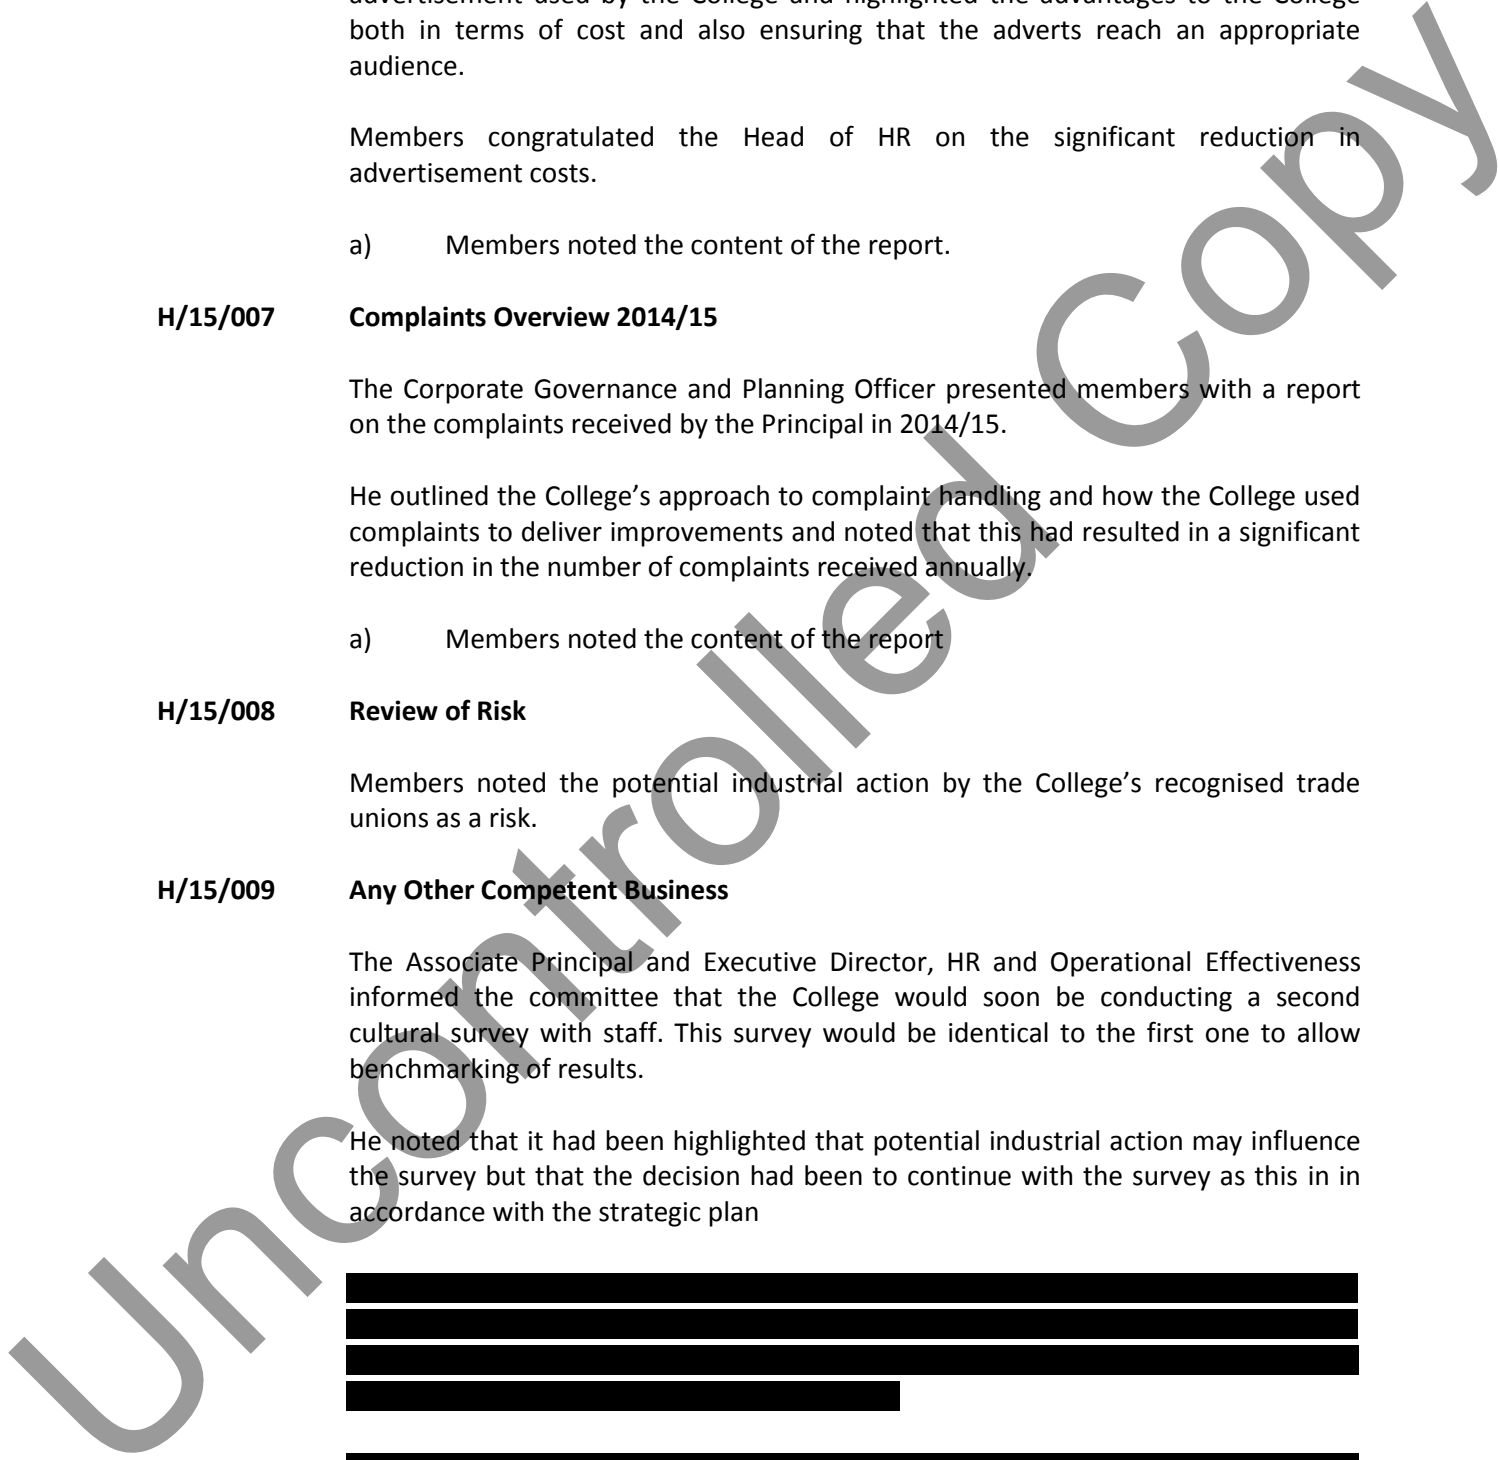 advertisement used by the College and highlighted the advantages to the College
both in terms of cost and also ensuring that the adverts reach an appropriate
audience.
Members congratulated the Head of HR on the significant reduction in
advertisement costs.
a) Members noted the content of the report.
H/15/007 Complaints Overview 2014/15
The Corporate Governance and Planning Officer presented members with a report
on the complaints received by the Principal in 2014/15.
He outlined the College’s approach to complaint handling and how the College used
complaints to deliver improvements and noted that this had resulted in a significant
reduction in the number of complaints received annually.
a) Members noted the content of the report
H/15/008 Review of Risk
Members noted the potential industrial action by the College’s recognised trade
unions as a risk.
H/15/009 Any Other Competent Business
The Associate Principal and Executive Director, HR and Operational Effectiveness
informed the committee that the College would soon be conducting a second
cultural survey with staff. This survey would be identical to the first one to allow
benchmarking of results.
He noted that it had been highlighted that potential industrial action may influence
the survey but that the decision had been to continue with the survey as this in in
accordance with the strategic plan
Uncontrolled Copy